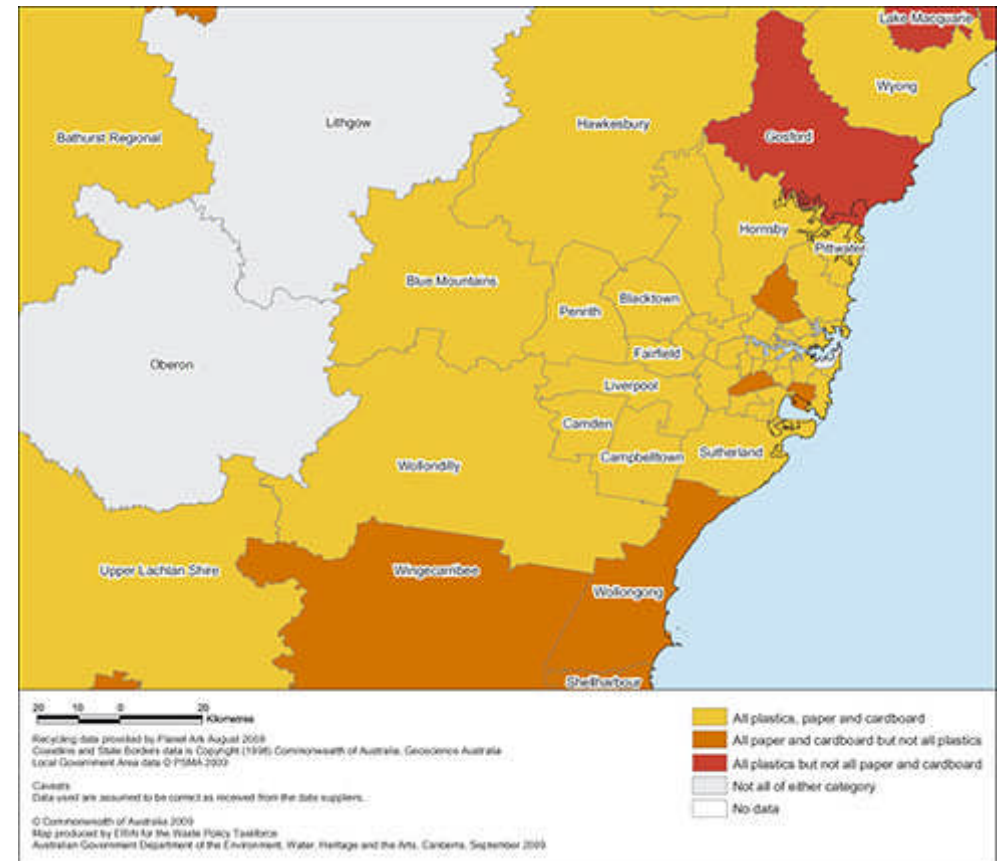 Lake Macquarie
Wyong
Lithgow
Hawkesbury
Bathurst Regional
Gosford
Hornsby
Pittwater
Blue Mountains
Blacktown
Penrith
Fairfield
Oberon
Liverpool
Camden
Sutherland
Campbelltown
Wollondilly
Upper Lachlan Shire
Wingecarribee
Wollongong
Shellharbour
20 10 0 20
Kilometres
Recycling data provided by Planet Ark August 2009
Coastline and State Borders data is Copyright (1998) Commonwealth of Australia, Geoscience Australia
Local Government Area data © PSMA 2009
Caveats
Data used are assumed to be correct as received from the data suppliers.
© Commonwealth of Australia 2009
Map produced by ERIN for the Waste Policy Taskforce
Australian Government Department of the Environment, Water, Heritage and the Arts, Canberra, September 2009
All plastics, paper and cardboard
All paper and cardboard but not all plastics
All plastics but not all paper and cardboard
Not all of either category
No data